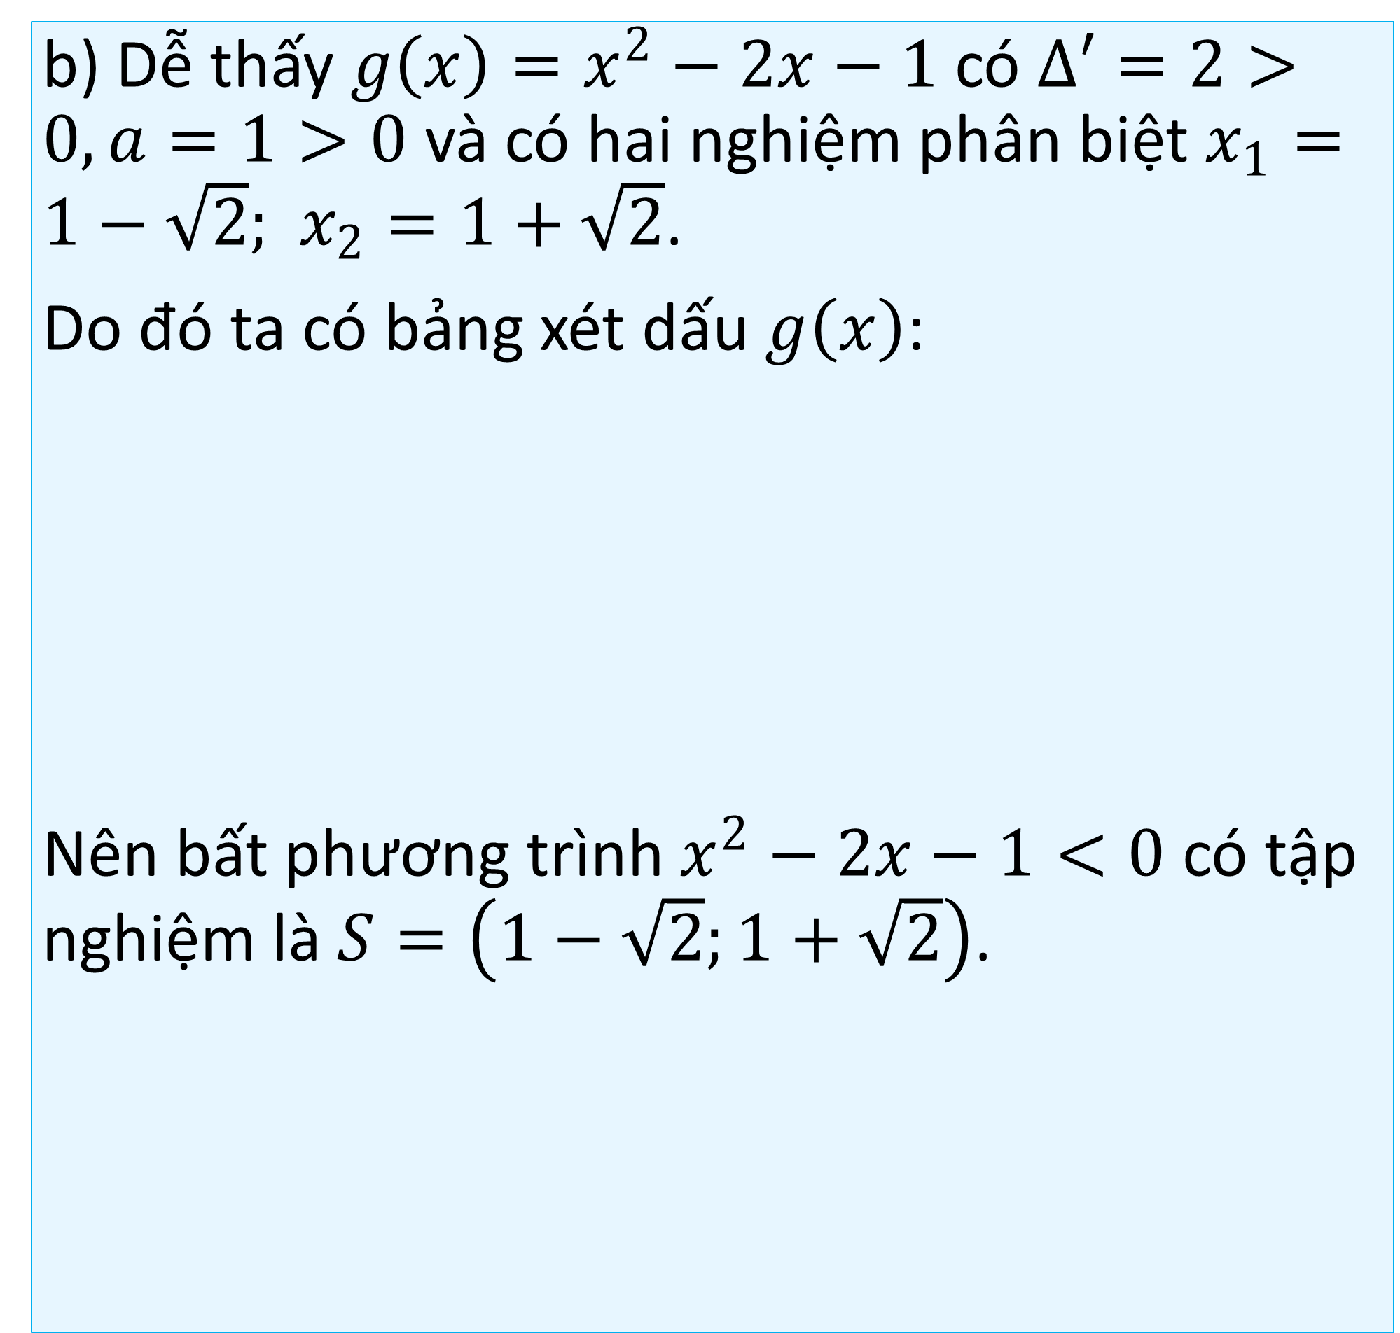 b) Dễ thấy g(x) = x² − 2x − 1 có Δ′ = 2 >
0, a = 1 > 0 và có hai nghiệm phân biệt x₁ =
1 − √2; x₂ = 1 + √2.
Do đó ta có bảng xét dấu g(x):
Nên bất phương trình x² − 2x − 1 < 0 có tập
nghiệm là S = (1 − √2; 1 + √2).